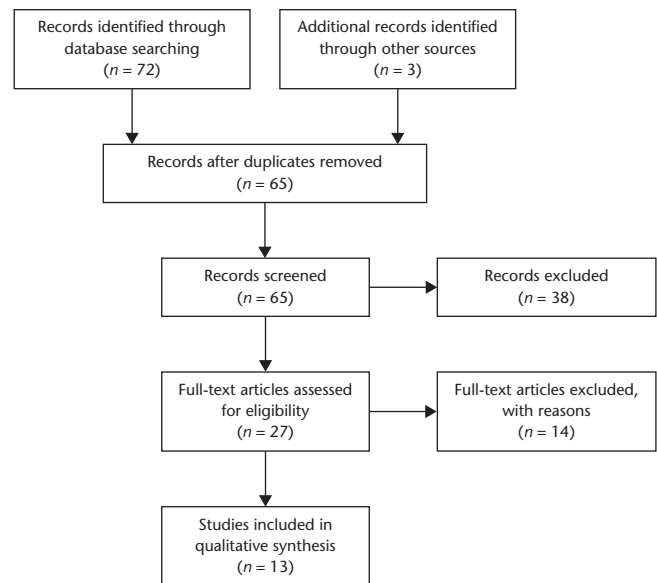 Records identified through
database searching
(n = 72)
Additional records identified
through other sources
(n = 3)
Records after duplicates removed
(n = 65)
Records screened
(n = 65)
Records excluded
(n = 38)
Full-text articles assessed
for eligibility
(n = 27)
Full-text articles excluded,
with reasons
(n = 14)
Studies included in
qualitative synthesis
(n = 13)